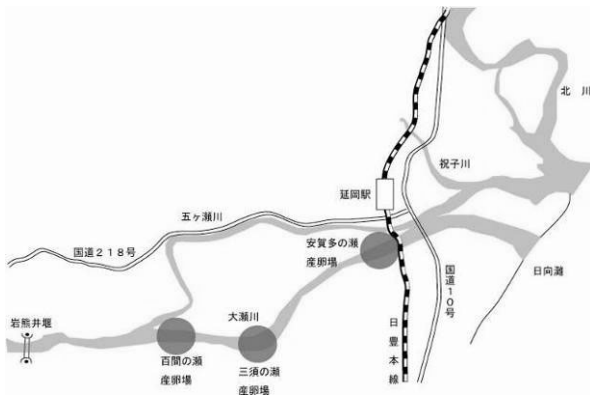 北　川
祝子川
延岡駅
五ヶ瀬川
国道２１８号
安賀多の瀬
産卵場
日向灘
国道１０号
岩熊井堰
大瀬川
日豊本線
百間の瀬
産卵場
三須の瀬
産卵場